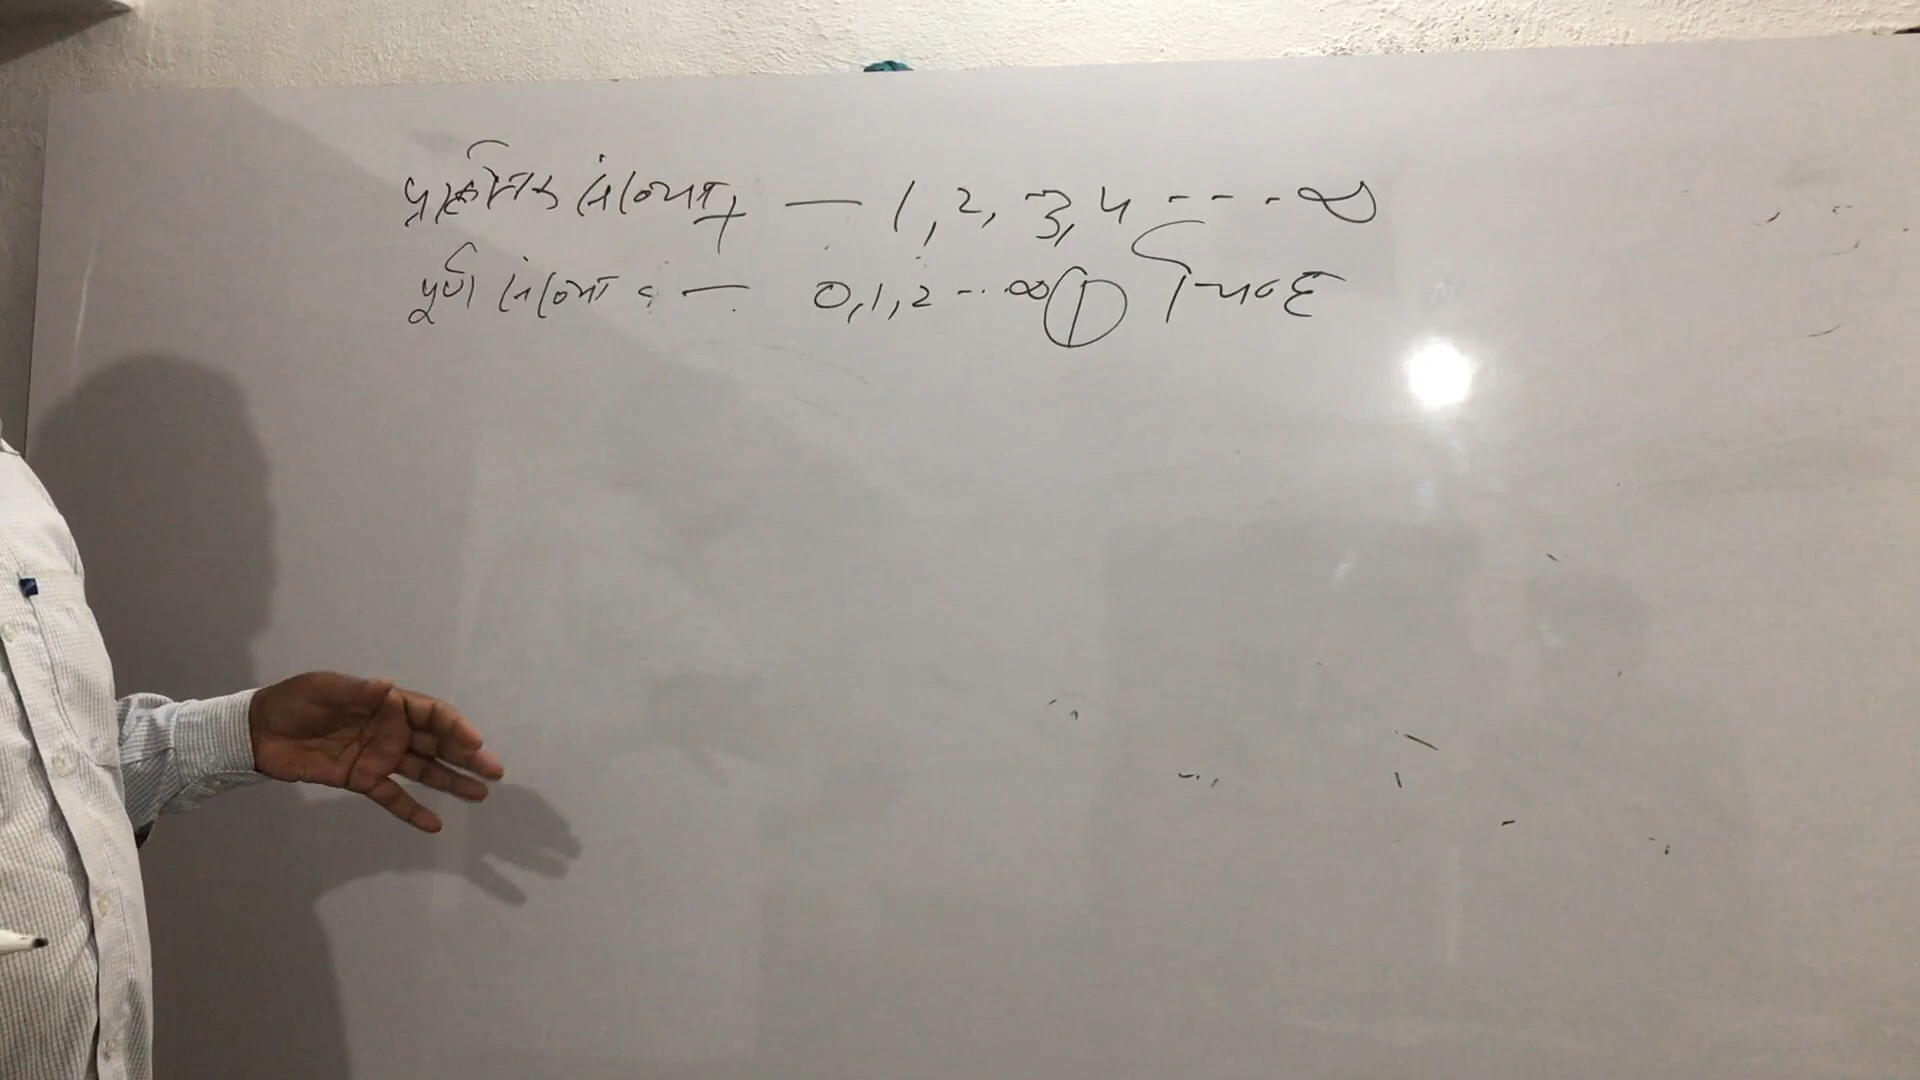 प्राकृतिक संख्या — 1, 2, 3, 4 - - - ∞
पूर्ण संख्या — 0, 1, 2 - - ∞